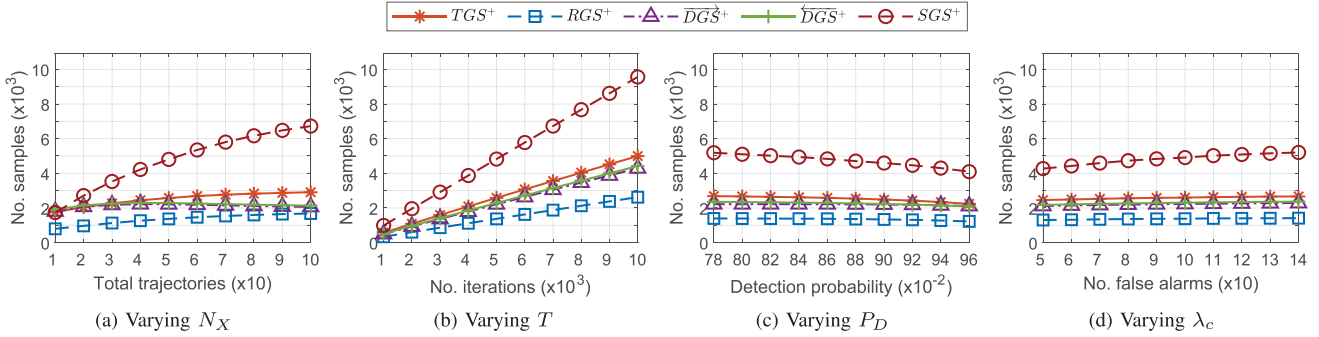 TGS⁺ RGS⁺ $\overrightarrow{DGS}$⁺ $\overleftarrow{DGS}$⁺ SGS⁺
No. samples (x10³)
10
8
6
4
2
0
1 2 3 4 5 6 7 8 9 10
Total trajectories (x10)
(a) Varying $N_X$
No. samples (x10³)
10
8
6
4
2
0
1 2 3 4 5 6 7 8 9 10
No. iterations (x10³)
(b) Varying $T$
No. samples (x10³)
10
8
6
4
2
0
78 80 82 84 86 88 90 92 94 96
Detection probability (x10⁻²)
(c) Varying $P_D$
No. samples (x10³)
10
8
6
4
2
0
5 6 7 8 9 10 11 12 13 14
No. false alarms (x10)
(d) Varying $\lambda_c$